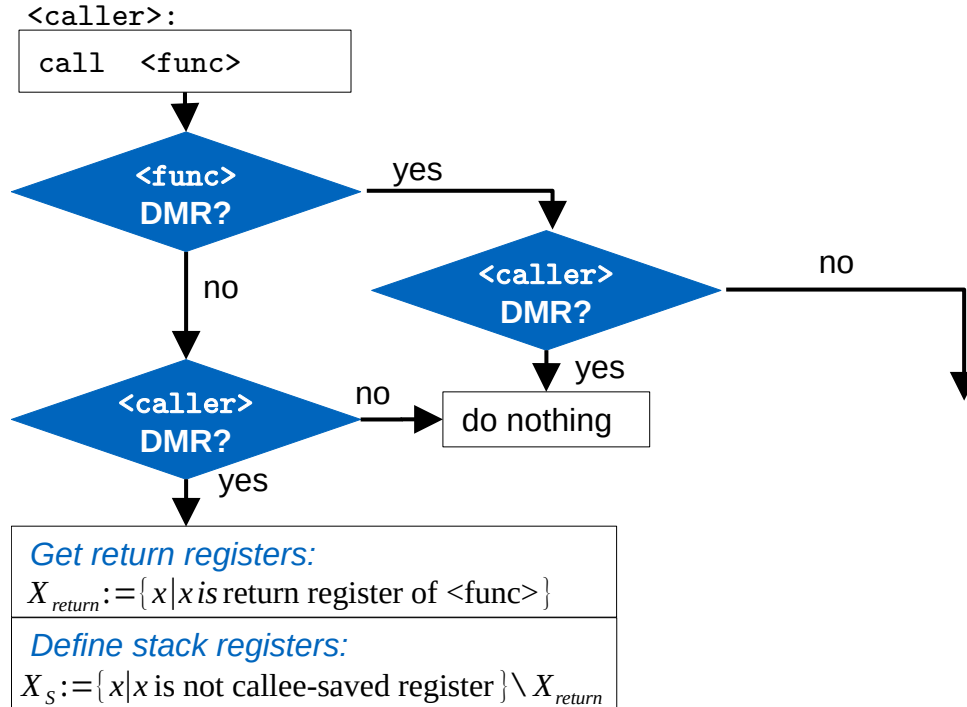 <caller>:
call <func>
<func>
DMR?
yes
<caller>
DMR?
no
no
yes
<caller>
DMR?
no
do nothing
yes
Get return registers:
X_return:={x|x is return register of <func>}
Define stack registers:
X_S:={x|x is not callee-saved register}\ X_return